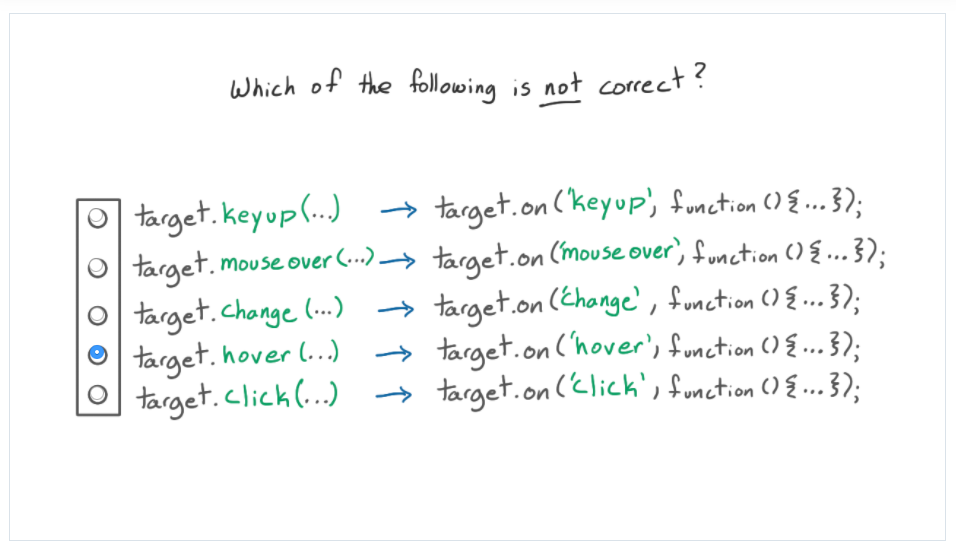 Which of the following is not correct?
target.keyup(...) → target.on('keyup', function(){...});
target.mouseover(...) → target.on('mouseover', function(){...});
target.change(...) → target.on('change', function(){...});
target.hover(...) → target.on('hover', function(){...});
target.click(...) → target.on('click', function(){...});